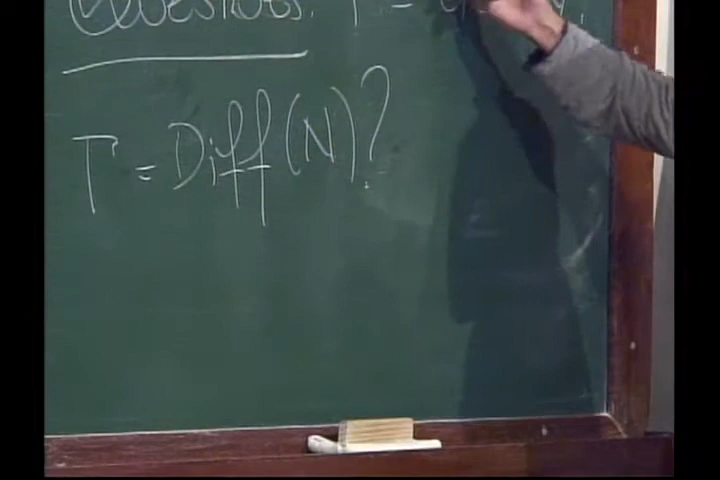 Questions: Γ =
Γ = Diff(N)?